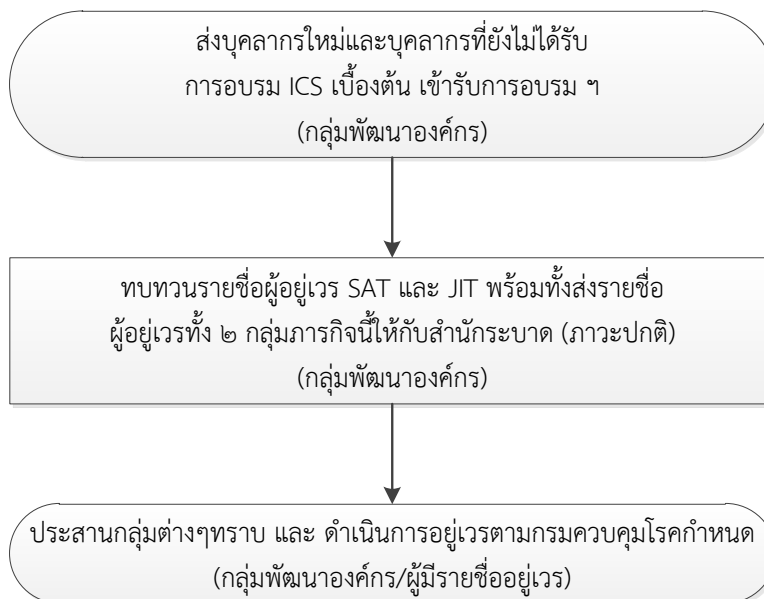 ส่งบุคลากรใหม่และบุคลากรที่ยังไม่ได้รับ
การอบรม ICS เบื้องต้น เข้ารับการอบรม ฯ
(กลุ่มพัฒนาองค์กร)
ทบทวนรายชื่อผู้อยู่เวร SAT และ JIT พร้อมทั้งส่งรายชื่อ
ผู้อยู่เวรทั้ง ๒ กลุ่มภารกิจนี้ให้กับสำนักระบาด (ภาวะปกติ)
(กลุ่มพัฒนาองค์กร)
ประสานกลุ่มต่างๆทราบ และ ดำเนินการอยู่เวรตามกรมควบคุมโรคกำหนด
(กลุ่มพัฒนาองค์กร/ผู้มีรายชื่ออยู่เวร)